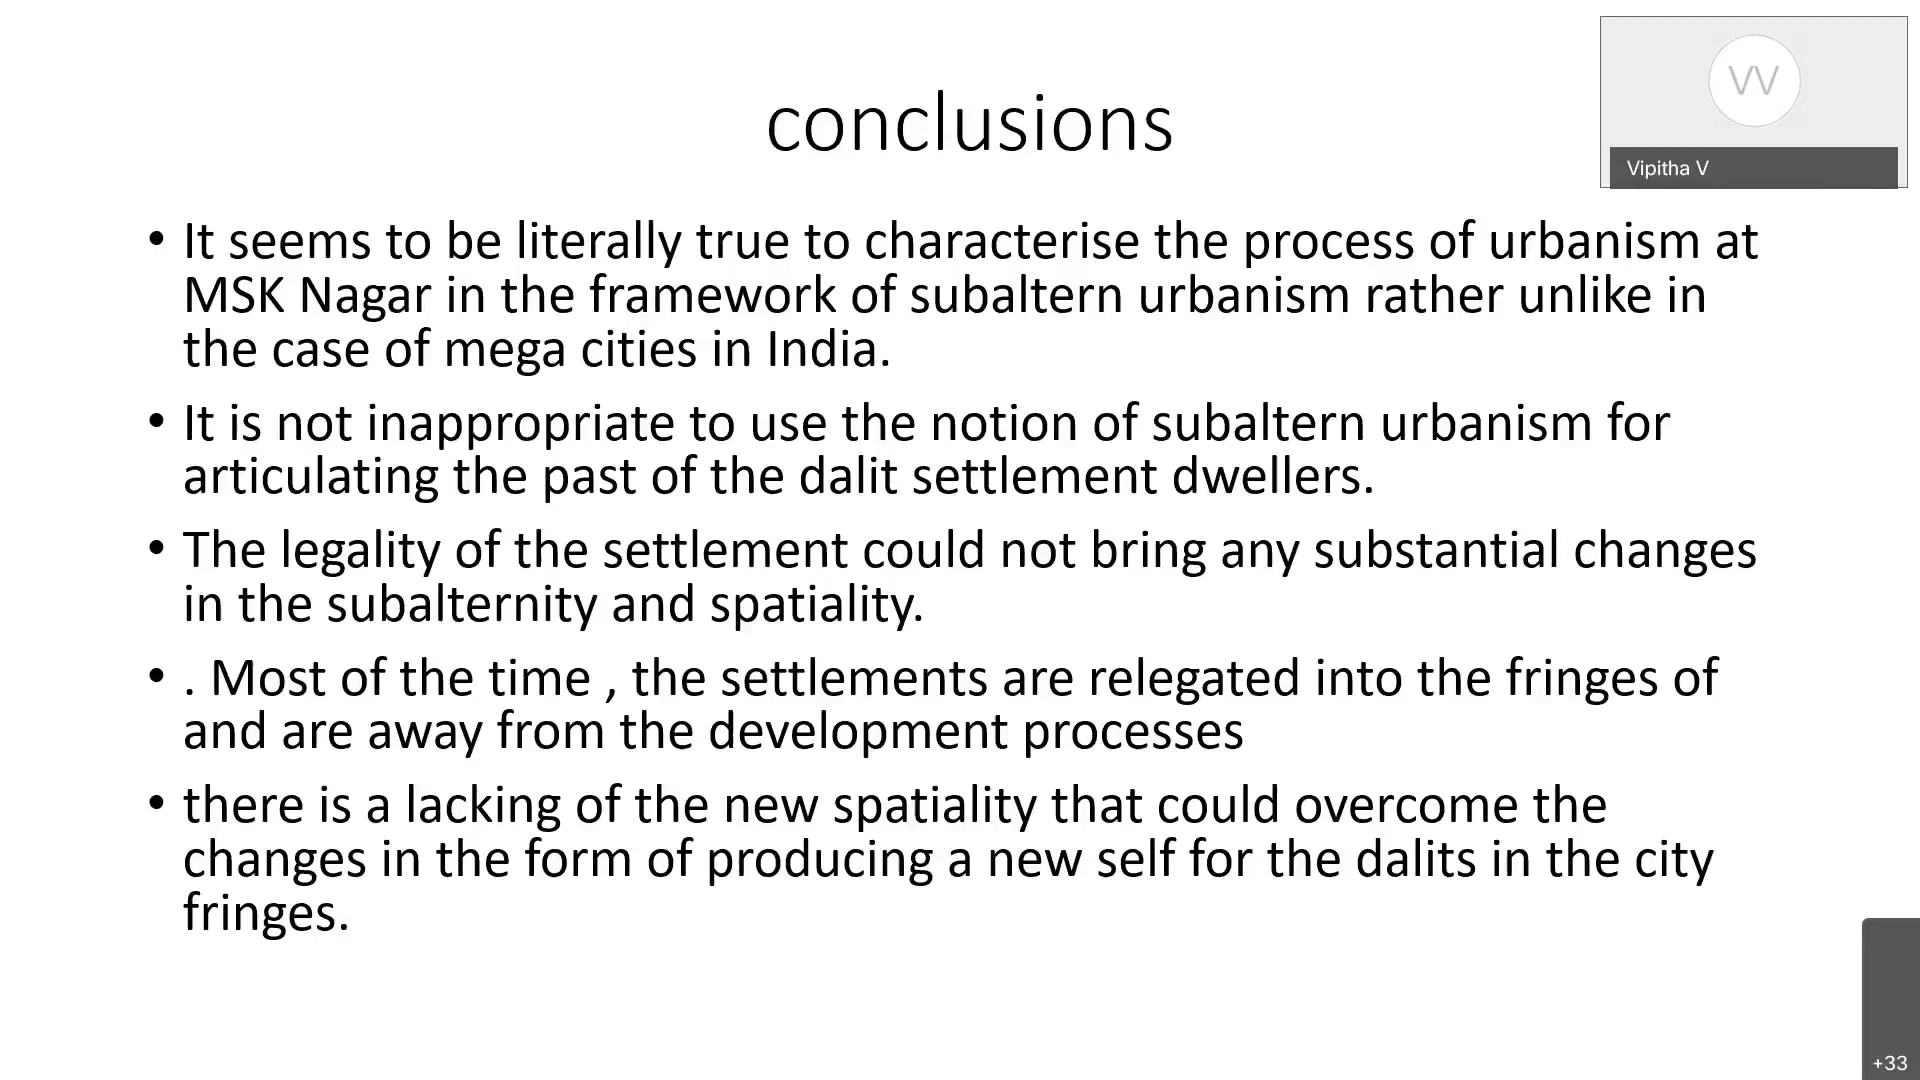 VV
conclusions
Vipitha V
• It seems to be literally true to characterise the process of urbanism at
MSK Nagar in the framework of subaltern urbanism rather unlike in
the case of mega cities in India.
• It is not inappropriate to use the notion of subaltern urbanism for
articulating the past of the dalit settlement dwellers.
• The legality of the settlement could not bring any substantial changes
in the subalternity and spatiality.
• . Most of the time , the settlements are relegated into the fringes of
and are away from the development processes
• there is a lacking of the new spatiality that could overcome the
changes in the form of producing a new self for the dalits in the city
fringes.
+33